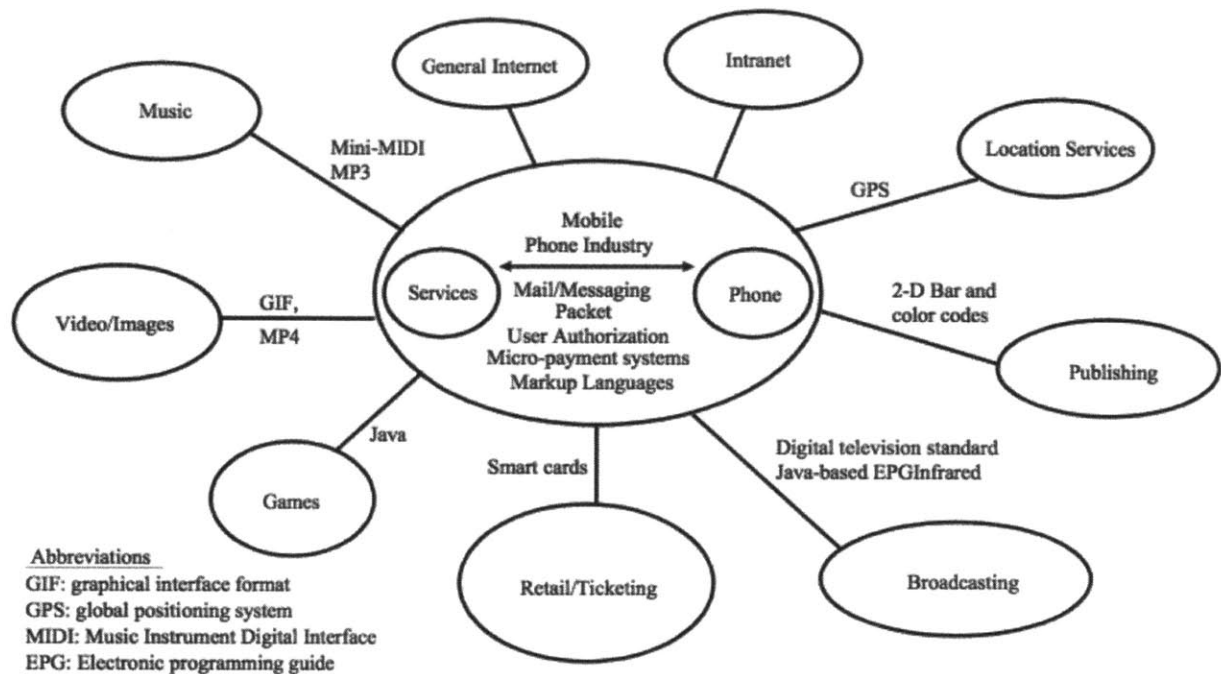 General Internet
Intranet
Music
Mini-MIDI
MP3
Location Services
GPS
Mobile
Phone Industry
Services
Phone
Mail/Messaging
Packet
User Authorization
Micro-payment systems
Markup Languages
Video/Images
GIF,
MP4
2-D Bar and
color codes
Publishing
Java
Games
Smart cards
Retail/Ticketing
Digital television standard
Java-based EPGInfrared
Broadcasting
Abbreviations
GIF: graphical interface format
GPS: global positioning system
MIDI: Music Instrument Digital Interface
EPG: Electronic programming guide